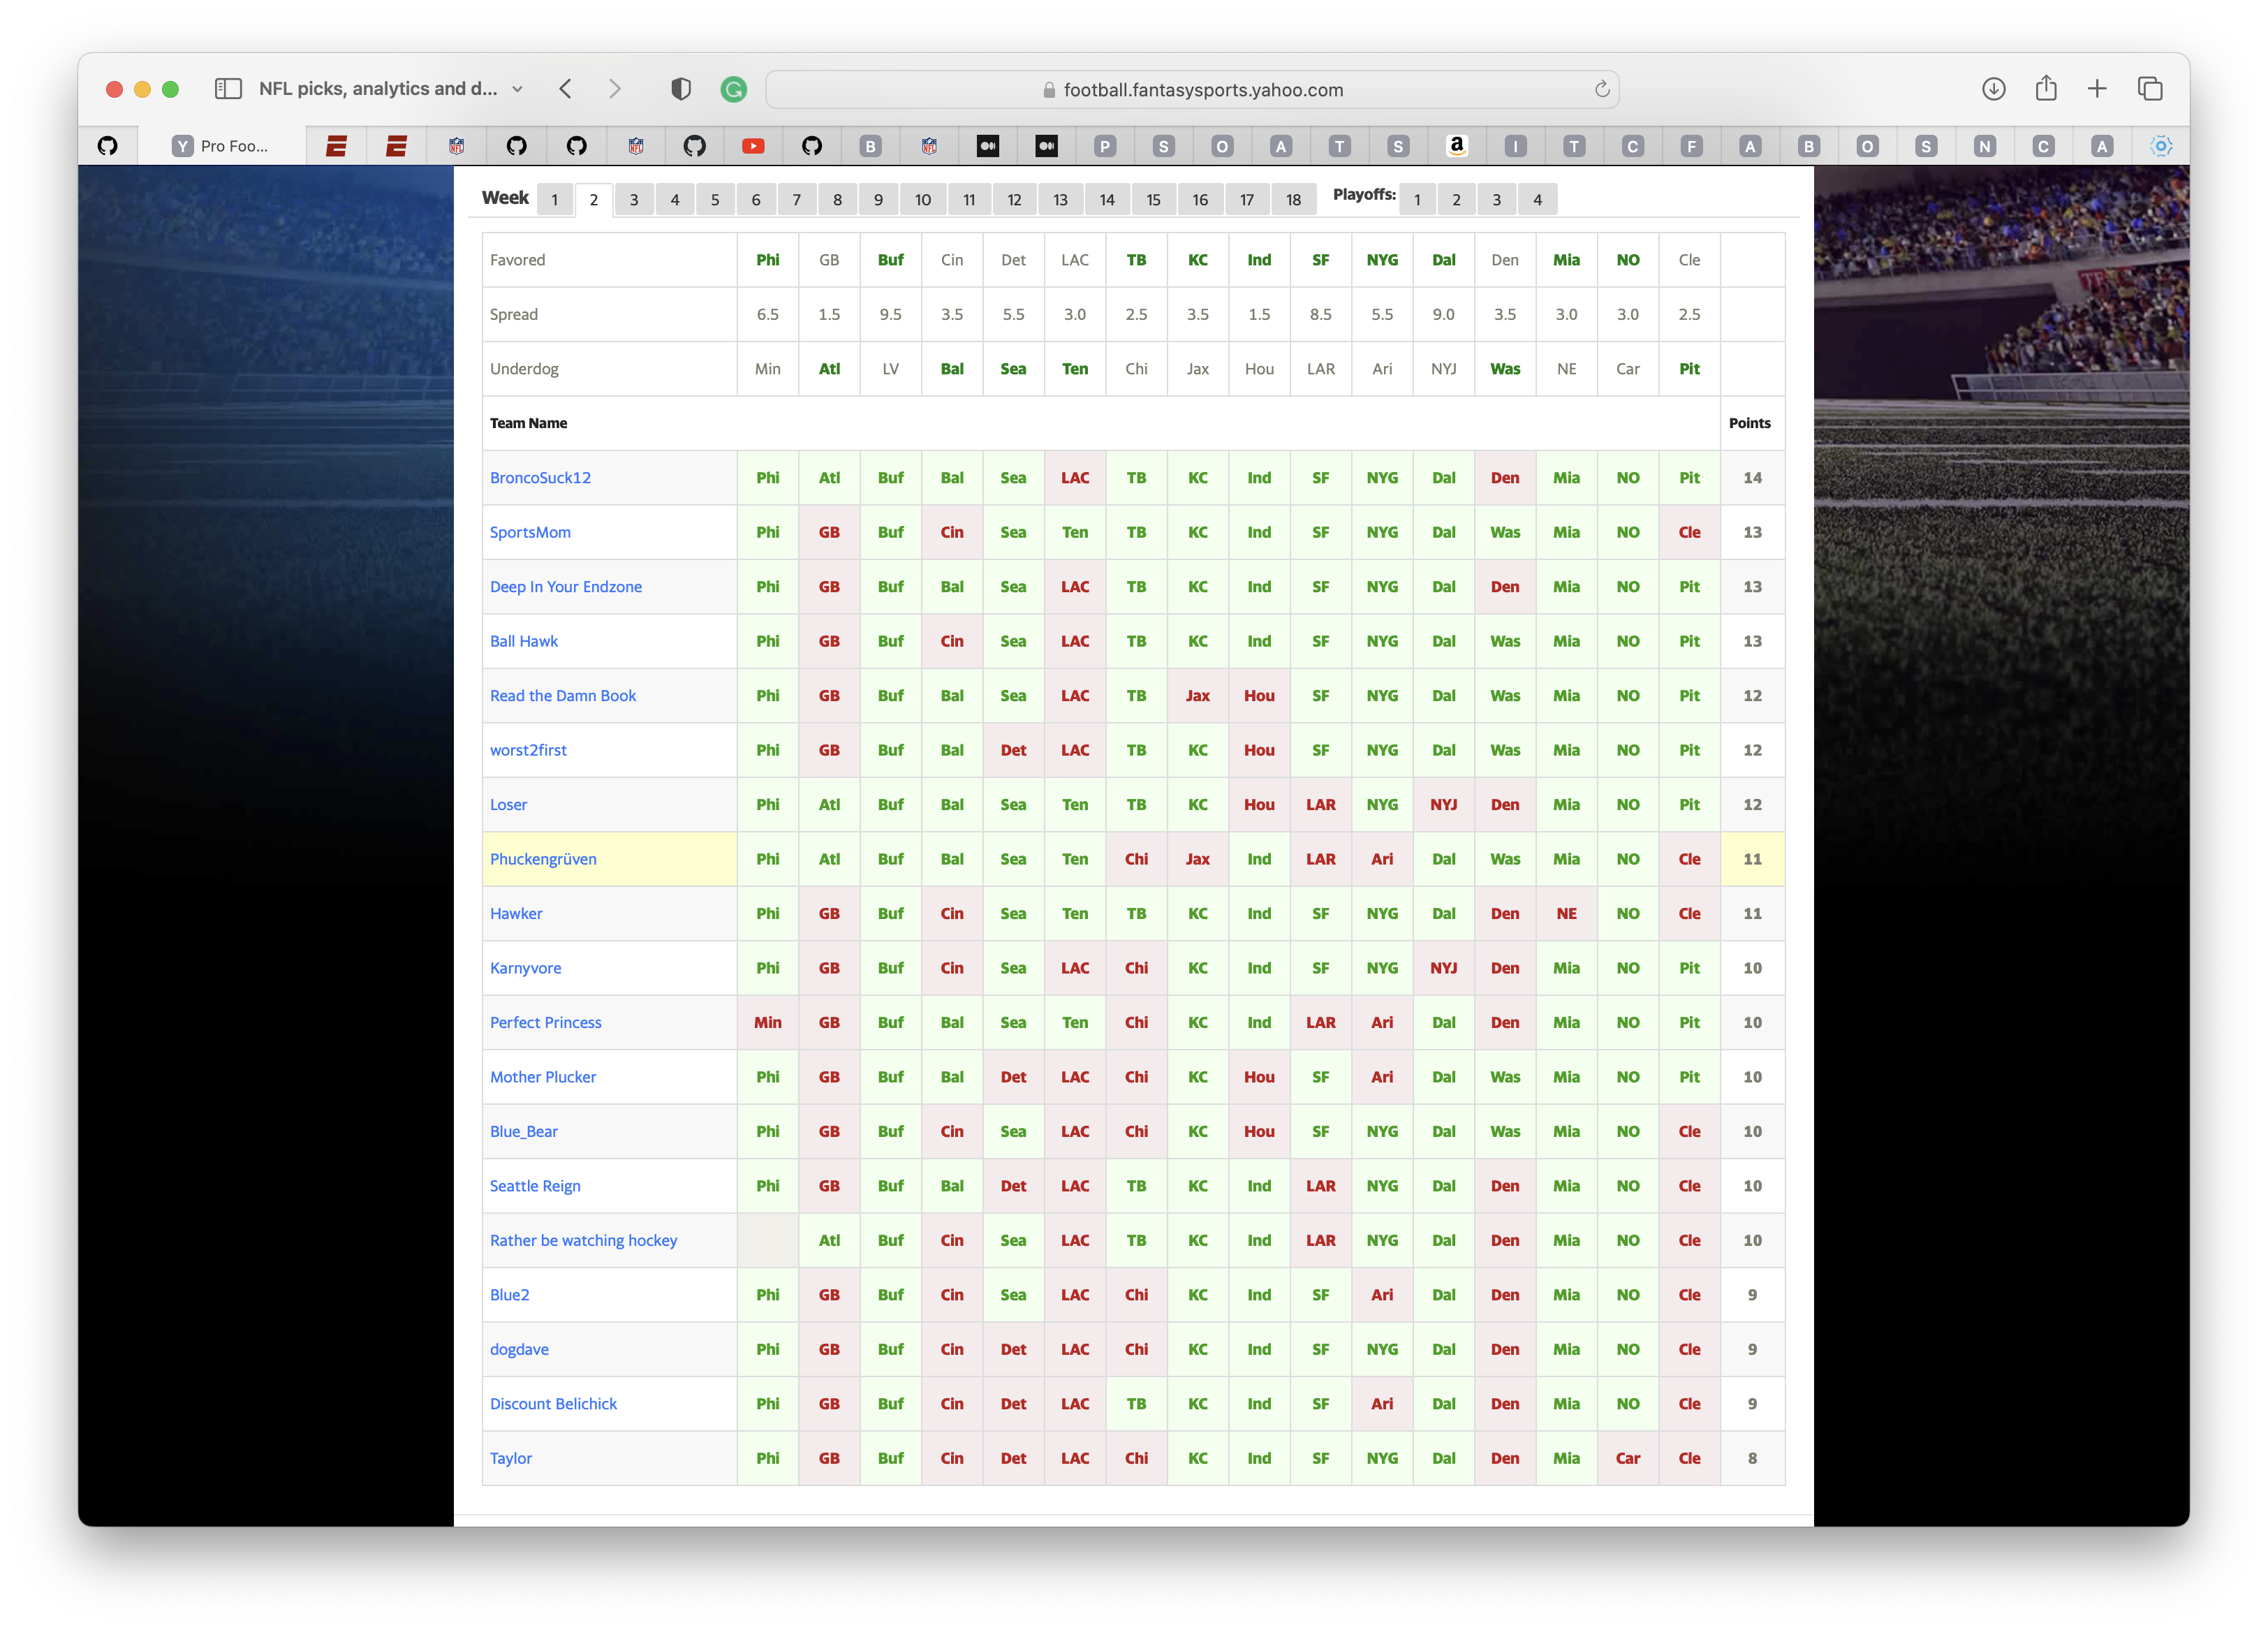 NFL picks, analytics and d...
football.fantasysports.yahoo.com
Y Pro Foo... B P S O A T S a I T C F A B O S N C A
Week 1 2 3 4 5 6 7 8 9 10 11 12 13 14 15 16 17 18 Playoffs: 1 2 3 4
Favored Phi GB Buf Cin Det LAC TB KC Ind SF NYG Dal Den Mia NO Cle
Spread 6.5 1.5 9.5 3.5 5.5 3.0 2.5 3.5 1.5 8.5 5.5 9.0 3.5 3.0 3.0 2.5
Underdog Min Atl LV Bal Sea Ten Chi Jax Hou LAR Ari NYJ Was NE Car Pit
Team Name Points
BroncoSuck12 Phi Atl Buf Bal Sea LAC TB KC Ind SF NYG Dal Den Mia NO Pit 14
SportsMom Phi GB Buf Cin Sea Ten TB KC Ind SF NYG Dal Was Mia NO Cle 13
Deep In Your Endzone Phi GB Buf Bal Sea LAC TB KC Ind SF NYG Dal Den Mia NO Pit 13
Ball Hawk Phi GB Buf Cin Sea LAC TB KC Ind SF NYG Dal Was Mia NO Pit 13
Read the Damn Book Phi GB Buf Bal Sea LAC TB Jax Hou SF NYG Dal Was Mia NO Pit 12
worst2first Phi GB Buf Bal Det LAC TB KC Hou SF NYG Dal Was Mia NO Pit 12
Loser Phi Atl Buf Bal Sea Ten TB KC Hou LAR NYG NYJ Den Mia NO Pit 12
Phuckengrüven Phi Atl Buf Bal Sea Ten Chi Jax Ind LAR Ari Dal Was Mia NO Cle 11
Hawker Phi GB Buf Cin Sea Ten TB KC Ind SF NYG Dal Den NE NO Cle 11
Karnyvore Phi GB Buf Cin Sea LAC Chi KC Ind SF NYG NYJ Den Mia NO Pit 10
Perfect Princess Min GB Buf Bal Sea Ten Chi KC Ind LAR Ari Dal Den Mia NO Pit 10
Mother Plucker Phi GB Buf Bal Det LAC Chi KC Hou SF Ari Dal Was Mia NO Pit 10
Blue_Bear Phi GB Buf Cin Sea LAC Chi KC Hou SF NYG Dal Was Mia NO Cle 10
Seattle Reign Phi GB Buf Bal Det LAC TB KC Ind LAR NYG Dal Den Mia NO Cle 10
Rather be watching hockey Atl Buf Cin Sea LAC TB KC Ind LAR NYG Dal Den Mia NO Cle 10
Blue2 Phi GB Buf Cin Sea LAC Chi KC Ind SF Ari Dal Den Mia NO Cle 9
dogdave Phi GB Buf Cin Det LAC Chi KC Ind SF NYG Dal Den Mia NO Cle 9
Discount Belichick Phi GB Buf Cin Det LAC TB KC Ind SF Ari Dal Den Mia NO Cle 9
Taylor Phi GB Buf Cin Det LAC Chi KC Ind SF NYG Dal Den Mia Car Cle 8